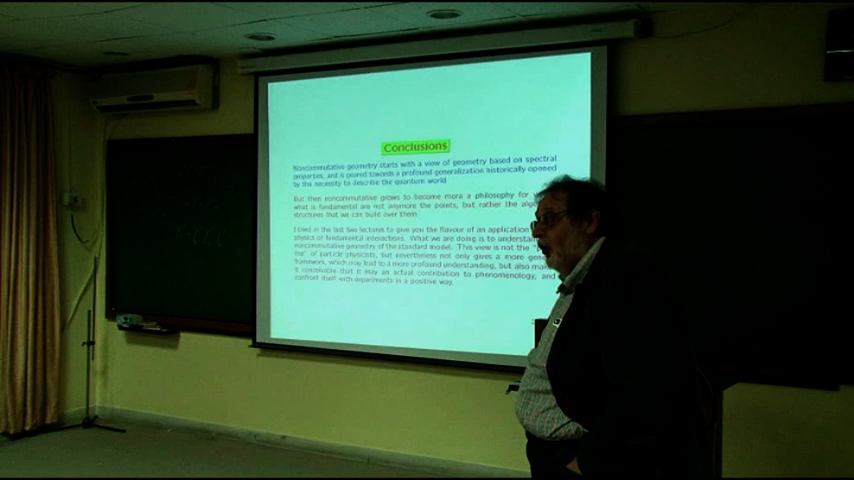 Conclusions
Noncommutative geometry starts with a view of geometry based on spectral
properties, and is geared towards a profound generalization historically opened
by the necessity to describe the quantum world
But then noncommutative grows to become more a philosophy for
what is fundamental are not anymore the points, but rather the
structures that we can build over them
I tried in the last two lectures to give you the flavour of an application
physics of fundamental interactions. What we are doing is to
noncommutative geometry of the standard model. This view is not the
of particle physicists, but nevertheless not only gives a more
framework, which may lead to a more profound understanding, but also
it conceivable that it may an actual contribution to phenomenology, and
confront itself with experiments in a positive way.